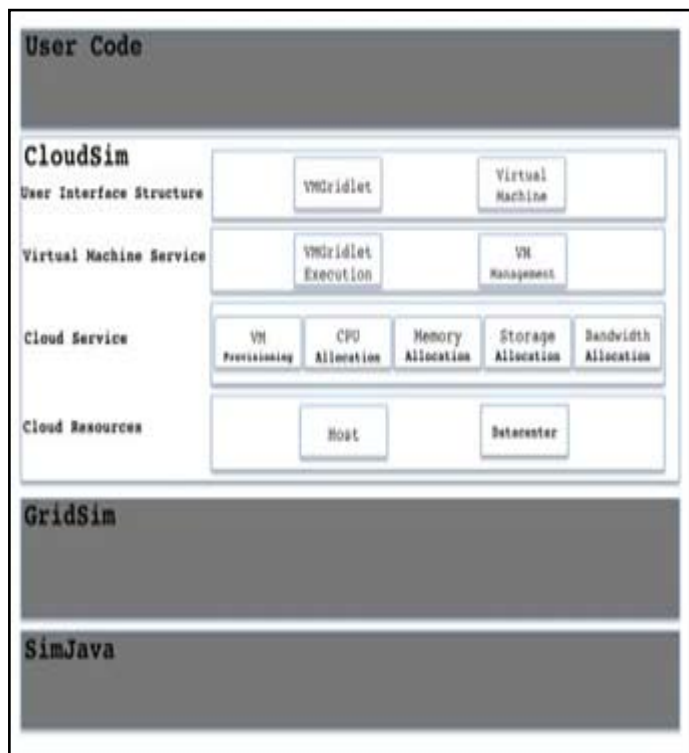 User Code
CloudSim
User Interface Structure
VMGridlet
Virtual
Machine
Virtual Machine Service
VMGridlet
Execution
VM
Management
Cloud Service
VM
Provisioning
CPU
Allocation
Memory
Allocation
Storage
Allocation
Bandwidth
Allocation
Cloud Resources
Host
Datacenter
GridSim
SimJava